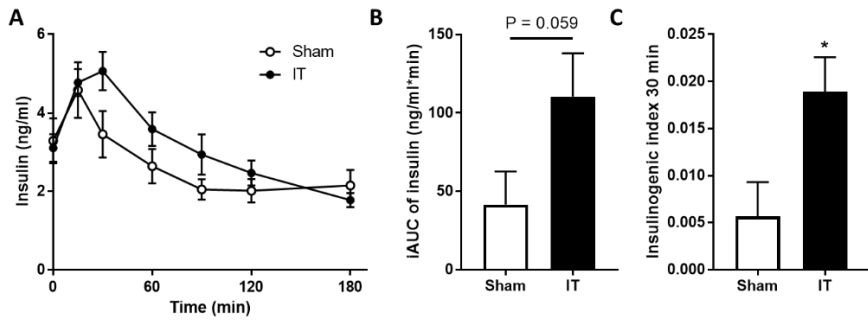 A
Insulin (ng/ml)
6
4
2
0
0
60
120
180
Time (min)
Sham
IT
B
P = 0.059
iAUC of insulin (ng/ml*min)
150
100
50
0
Sham
IT
C
*
Insulinogenic index 30 min
0.025
0.020
0.015
0.010
0.005
0.000
Sham
IT